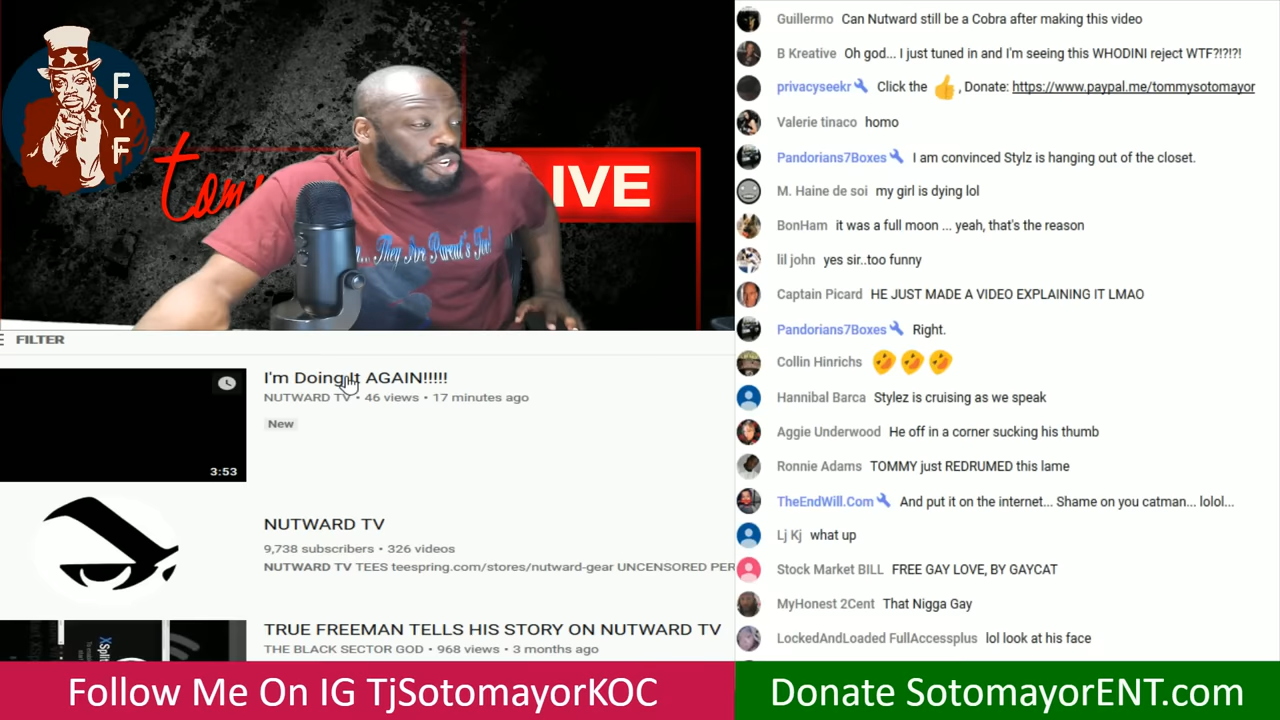 F
Y
F
IVE
They Are Parent's Too!
FILTER
I'm Doing It AGAIN!!!!!
NUTWARD TV • 46 views • 17 minutes ago
New
3:53
NUTWARD TV
9,738 subscribers • 326 videos
NUTWARD TV TEES teespring.com/stores/nutward-gear UNCENSORED PER
XSplit
TRUE FREEMAN TELLS HIS STORY ON NUTWARD TV
THE BLACK SECTOR GOD • 968 views • 3 months ago
Follow Me On IG TjSotomayorKOC
Guillermo Can Nutward still be a Cobra after making this video
B Kreative Oh god... I just tuned in and I'm seeing this WHODINI reject WTF?!?!?!
privacyseekr Click the 👍 , Donate: https://www.paypal.me/tommysotomayor
Valerie tinaco homo
Pandorians7Boxes I am convinced Stylz is hanging out of the closet.
M. Haine de soi my girl is dying lol
BonHam it was a full moon ... yeah, that's the reason
lil john yes sir..too funny
Captain Picard HE JUST MADE A VIDEO EXPLAINING IT LMAO
Pandorians7Boxes Right.
Collin Hinrichs
Hannibal Barca Stylez is cruising as we speak
Aggie Underwood He off in a corner sucking his thumb
Ronnie Adams TOMMY just REDRUMED this lame
TheEndWill.Com And put it on the internet... Shame on you catman... lolol...
Lj Kj what up
Stock Market BILL FREE GAY LOVE, BY GAYCAT
MyHonest 2Cent That Nigga Gay
LockedAndLoaded FullAccessplus lol look at his face
Donate SotomayorENT.com